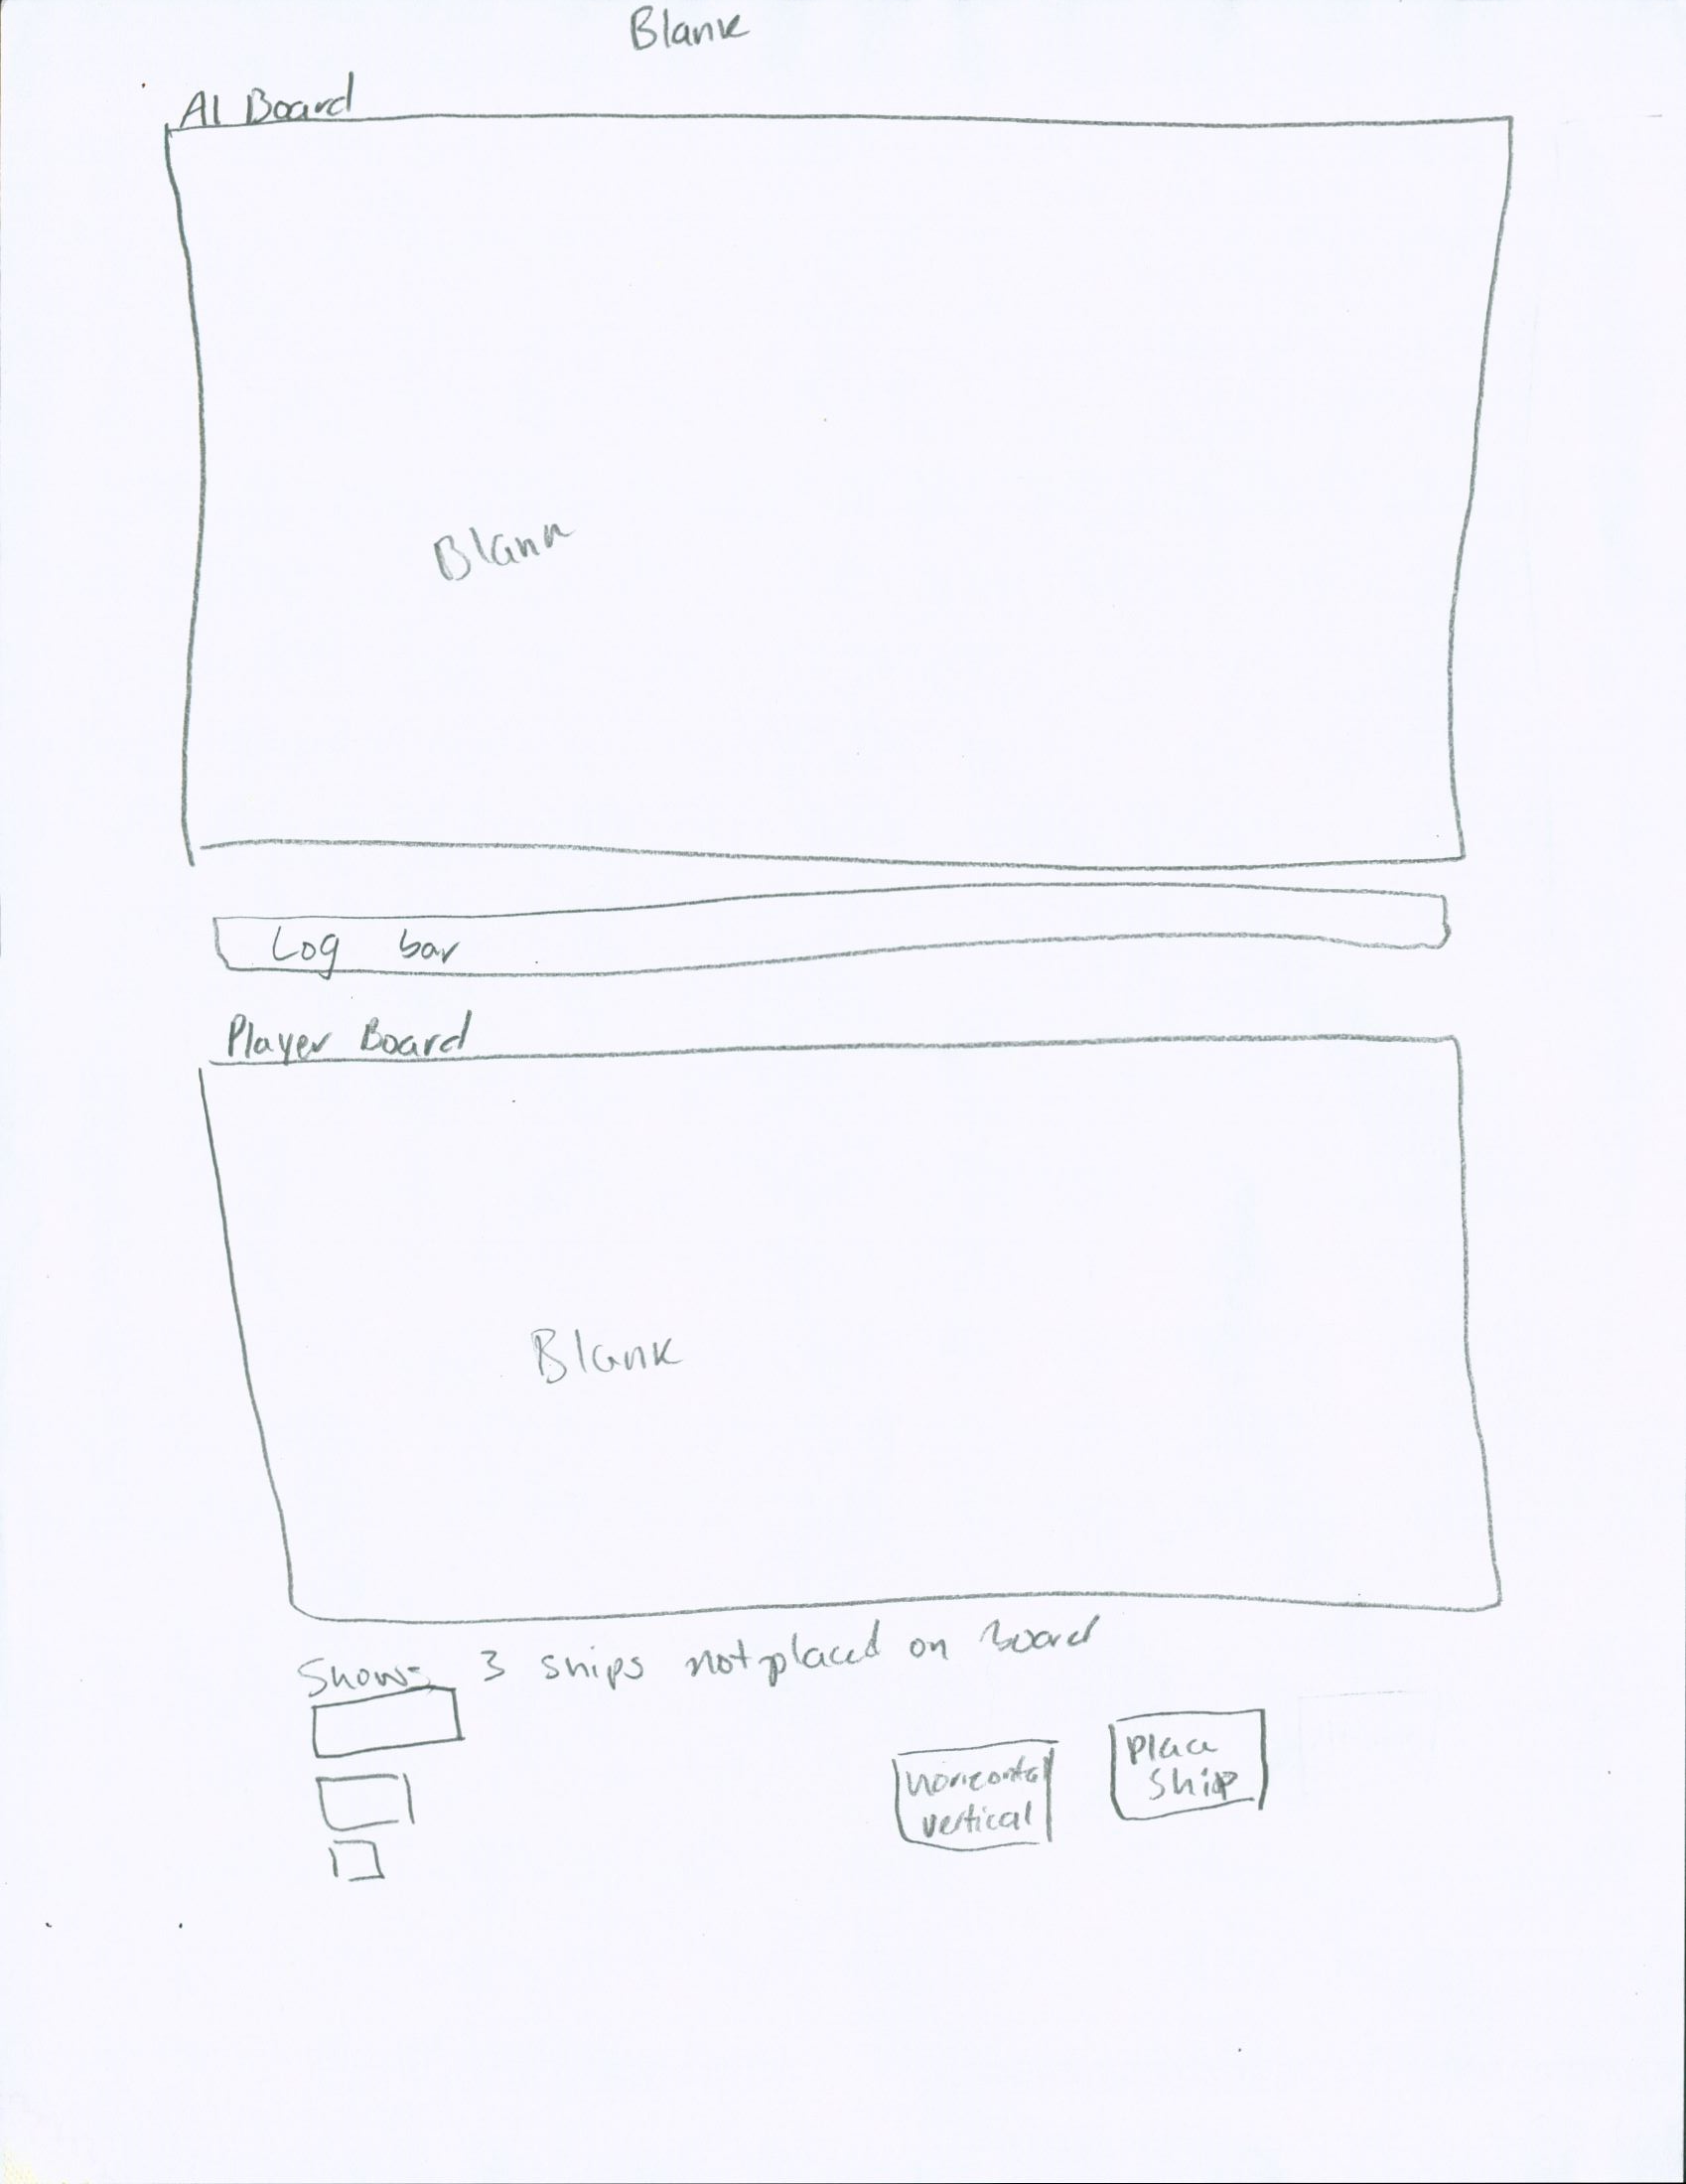 Blank
AI Board
Blank
Log bar
Player Board
Blank
Shows 3 ships not placed on Board
horizontal
vertical
Place
Ship